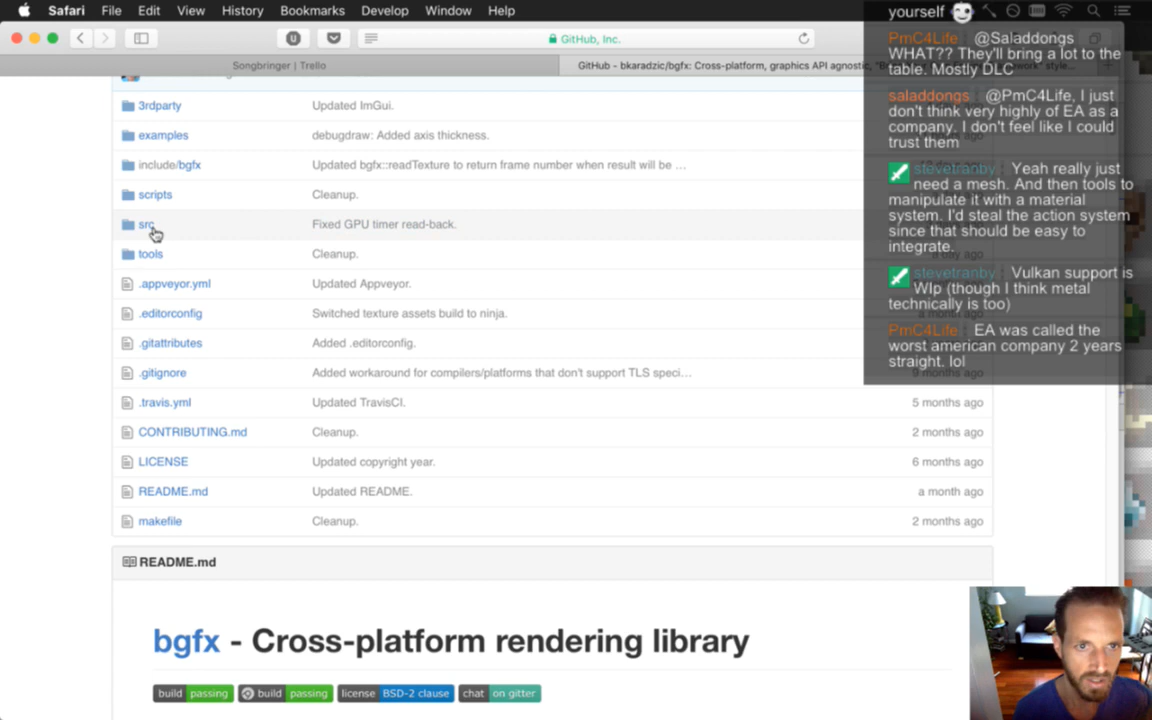 Safari File Edit View History Bookmarks Develop Window Help
GitHub, Inc.
Songbringer | Trello
GitHub - bkaradzic/bgfx: Cross-platform, graphics API agnostic,
3rdparty Updated ImGui.
examples debugdraw: Added axis thickness.
include/bgfx Updated bgfx::readTexture to return frame number when result will be ...
scripts Cleanup.
src Fixed GPU timer read-back.
tools Cleanup.
.appveyor.yml Updated Appveyor.
.editorconfig Switched texture assets build to ninja.
.gitattributes Added .editorconfig.
.gitignore Added workaround for compilers/platforms that don't support TLS speci... 9 months ago
.travis.yml Updated TravisCI. 5 months ago
CONTRIBUTING.md Cleanup. 2 months ago
LICENSE Updated copyright year. 6 months ago
README.md Updated README. a month ago
makefile Cleanup. 2 months ago
README.md
bgfx - Cross-platform rendering library
build passing build passing license BSD-2 clause chat on gitter
yourself
PmC4Life @Saladdongs
WHAT?? They'll bring a lot to the
table. Mostly DLC
saladdongs @PmC4Life, I just
don't think very highly of EA as a
company. I don't feel like I could
trust them
stevetranby : Yeah really just
need a mesh. And then tools to
manipulate it with a material
system. I'd steal the action system
since that should be easy to
integrate.
stevetranby : Vulkan support is
WIp (though I think metal
technically is too)
PmC4Life : EA was called the
worst american company 2 years
straight. lol